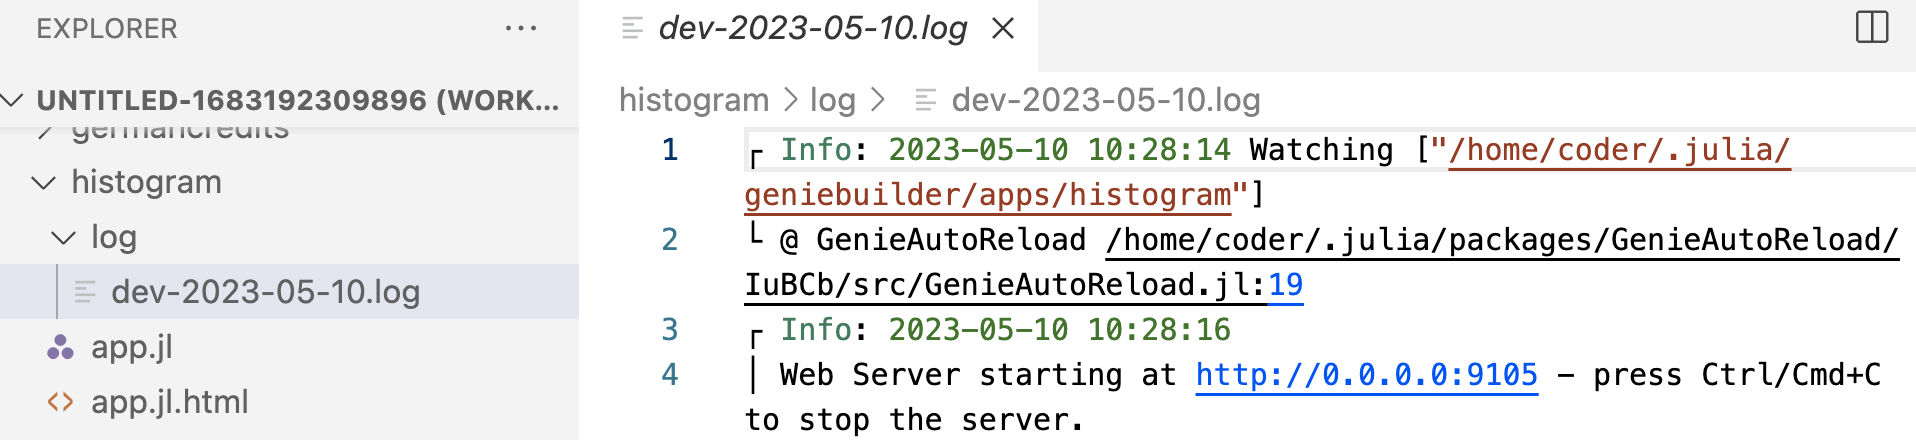 EXPLORER ...
UNTITLED-1683192309896 (WORK...
germancredits
histogram
log
dev-2023-05-10.log
app.jl
app.jl.html
dev-2023-05-10.log
histogram > log > dev-2023-05-10.log
1 ┌ Info: 2023-05-10 10:28:14 Watching ["/home/coder/.julia/
geniebuilder/apps/histogram"]
2 └ @ GenieAutoReload /home/coder/.julia/packages/GenieAutoReload/
IuBCb/src/GenieAutoReload.jl:19
3 ┌ Info: 2023-05-10 10:28:16
4 │ Web Server starting at http://0.0.0.0:9105 - press Ctrl/Cmd+C
to stop the server.